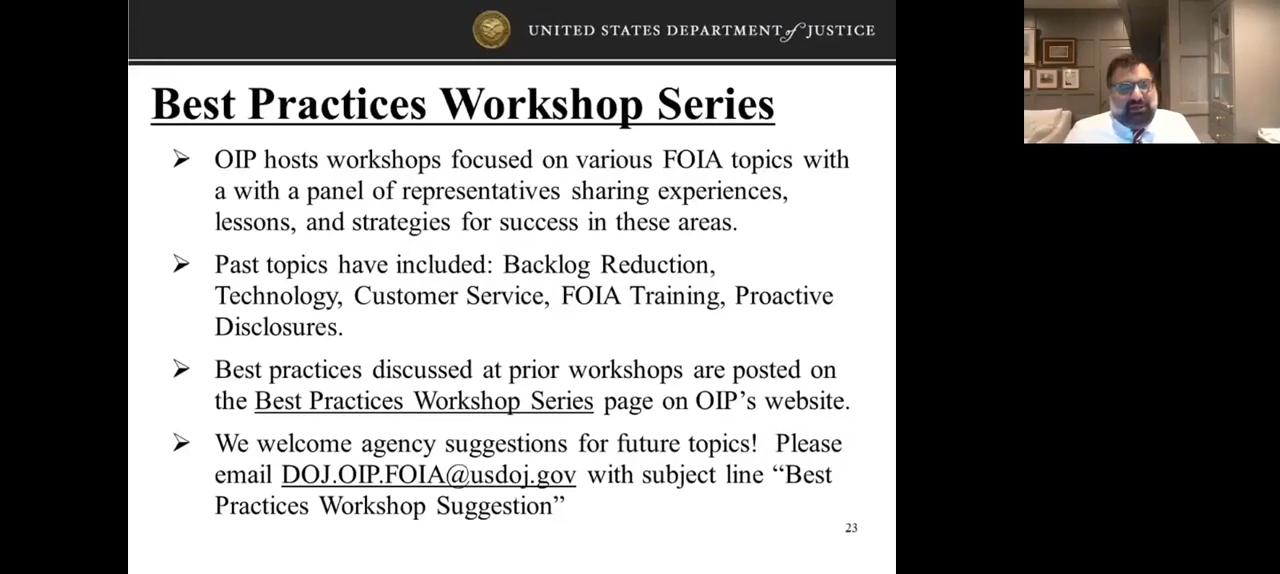 UNITED STATES DEPARTMENT of JUSTICE
Best Practices Workshop Series
➢ OIP hosts workshops focused on various FOIA topics with
a with a panel of representatives sharing experiences,
lessons, and strategies for success in these areas.
➢ Past topics have included: Backlog Reduction,
Technology, Customer Service, FOIA Training, Proactive
Disclosures.
➢ Best practices discussed at prior workshops are posted on
the Best Practices Workshop Series page on OIP’s website.
➢ We welcome agency suggestions for future topics!  Please
email DOJ.OIP.FOIA@usdoj.gov with subject line “Best
Practices Workshop Suggestion”
23